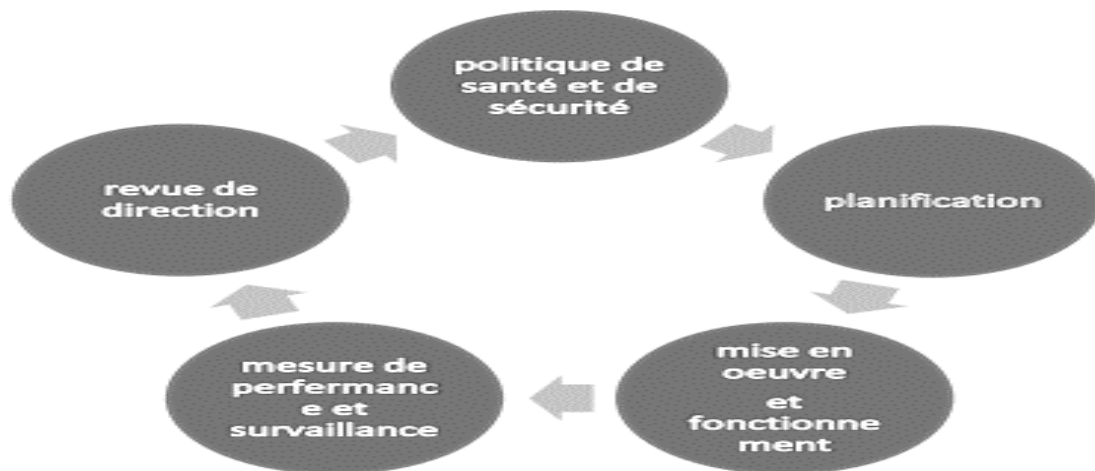 politique de
santé et de
sécurité
planification
mise en
oeuvre
et
fonctionne
ment
mesure de
perfermanc
e et
survaillance
revue de
direction